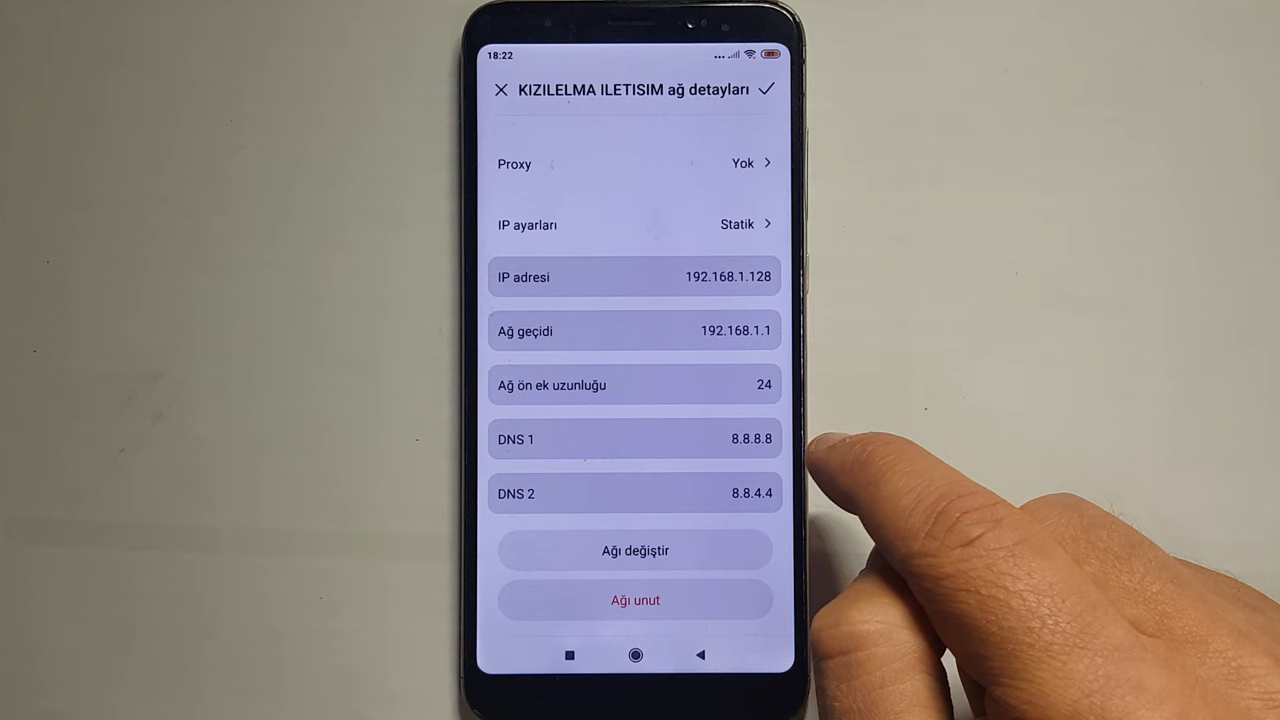 18:22
KIZILELMA ILETISIM ağ detayları
Proxy Yok
IP ayarları Statik
IP adresi 192.168.1.128
Ağ geçidi 192.168.1.1
Ağ ön ek uzunluğu 24
DNS 1 8.8.8.8
DNS 2 8.8.4.4
Ağı değiştir
Ağı unut